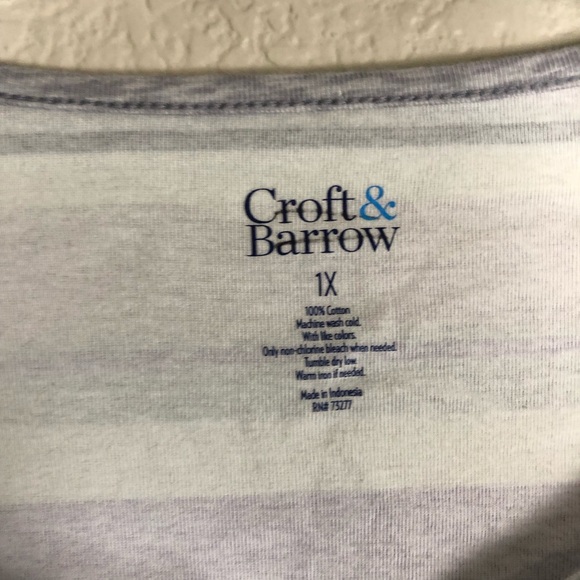 Croft&
Barrow
1X
100% Cotton
Machine wash cold.
With like colors.
Only non-chlorine bleach when needed.
Tumble dry low.
Warm iron if needed.
Made in Indonesia
RN# 73277